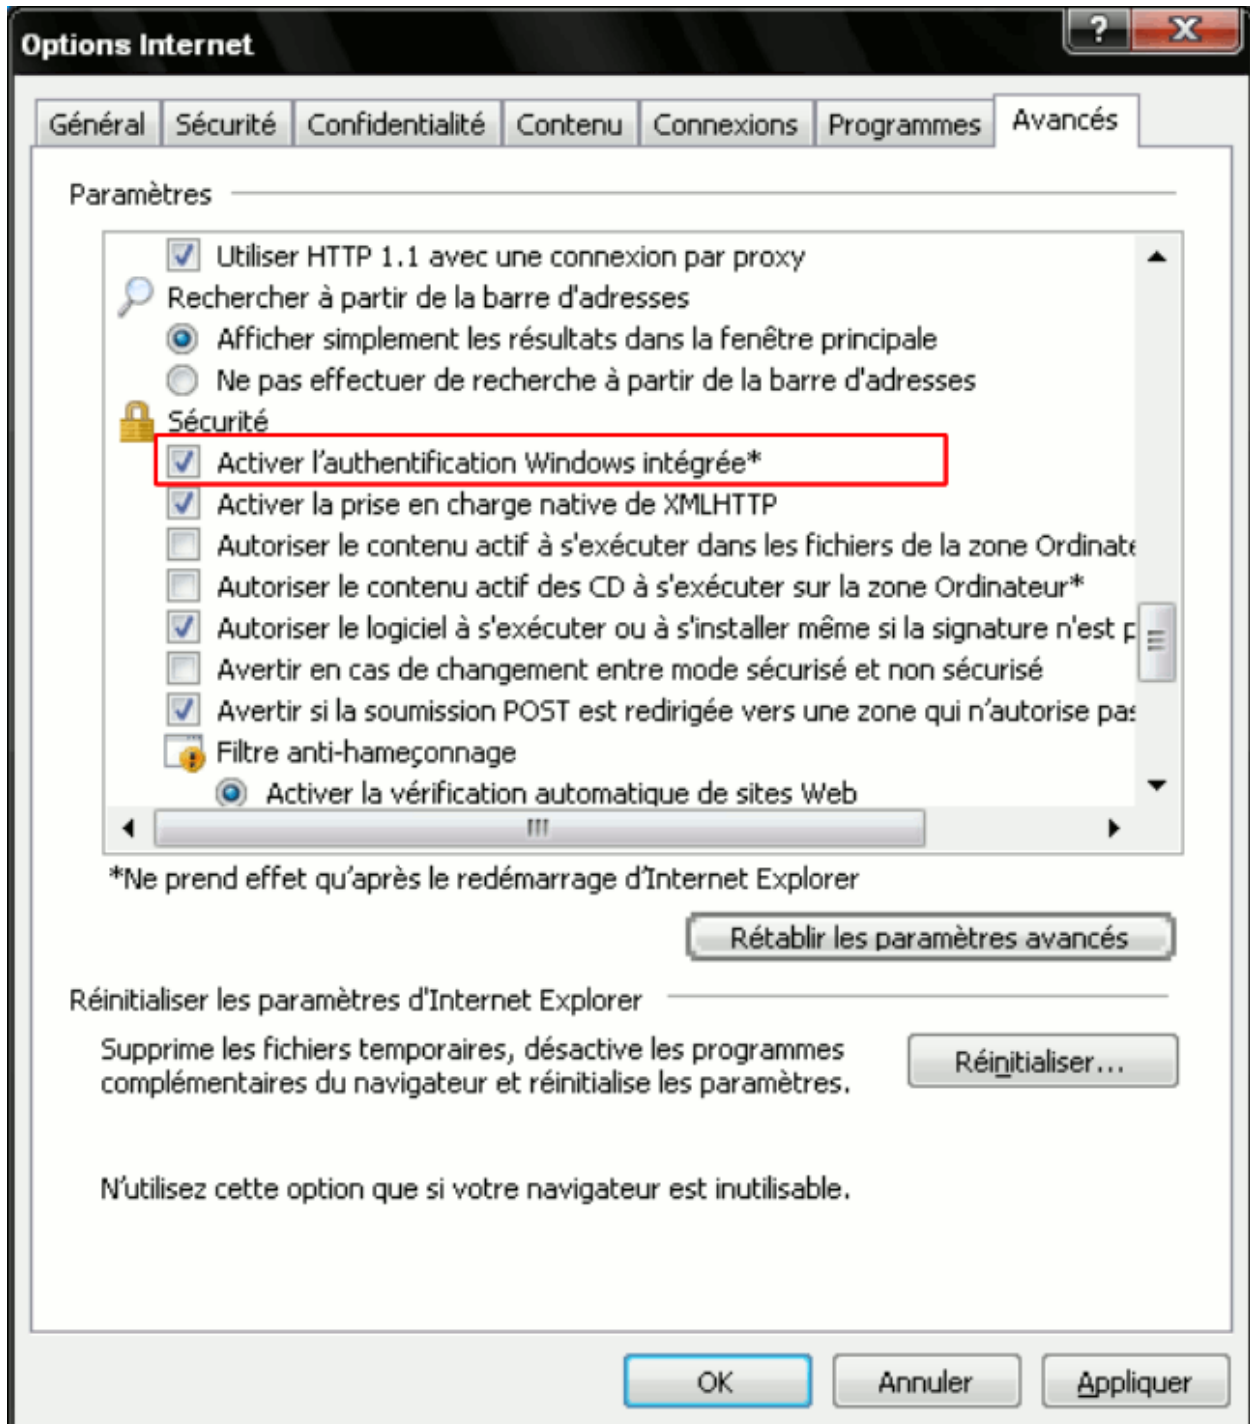 Options Internet
?
X
Général Sécurité Confidentialité Contenu Connexions Programmes Avancés
Paramètres
Utiliser HTTP 1.1 avec une connexion par proxy
Rechercher à partir de la barre d'adresses
Afficher simplement les résultats dans la fenêtre principale
Ne pas effectuer de recherche à partir de la barre d'adresses
Sécurité
Activer l’authentification Windows intégrée*
Activer la prise en charge native de XMLHTTP
Autoriser le contenu actif à s'exécuter dans les fichiers de la zone
Autoriser le contenu actif des CD à s'exécuter sur la zone Ordinateur*
Autoriser le logiciel à s'exécuter ou à s'installer même si la signature n'est
Avertir en cas de changement entre mode sécurisé et non sécurisé
Avertir si la soumission POST est redirigée vers une zone qui n’autorise pas
Filtre anti-hameçonnage
Activer la vérification automatique de sites Web
*Ne prend effet qu’après le redémarrage d’Internet Explorer
Rétablir les paramètres avancés
Réinitialiser les paramètres d'Internet Explorer
Supprime les fichiers temporaires, désactive les programmes
complémentaires du navigateur et réinitialise les paramètres.
Réinitialiser...
N’utilisez cette option que si votre navigateur est inutilisable.
OK Annuler Appliquer